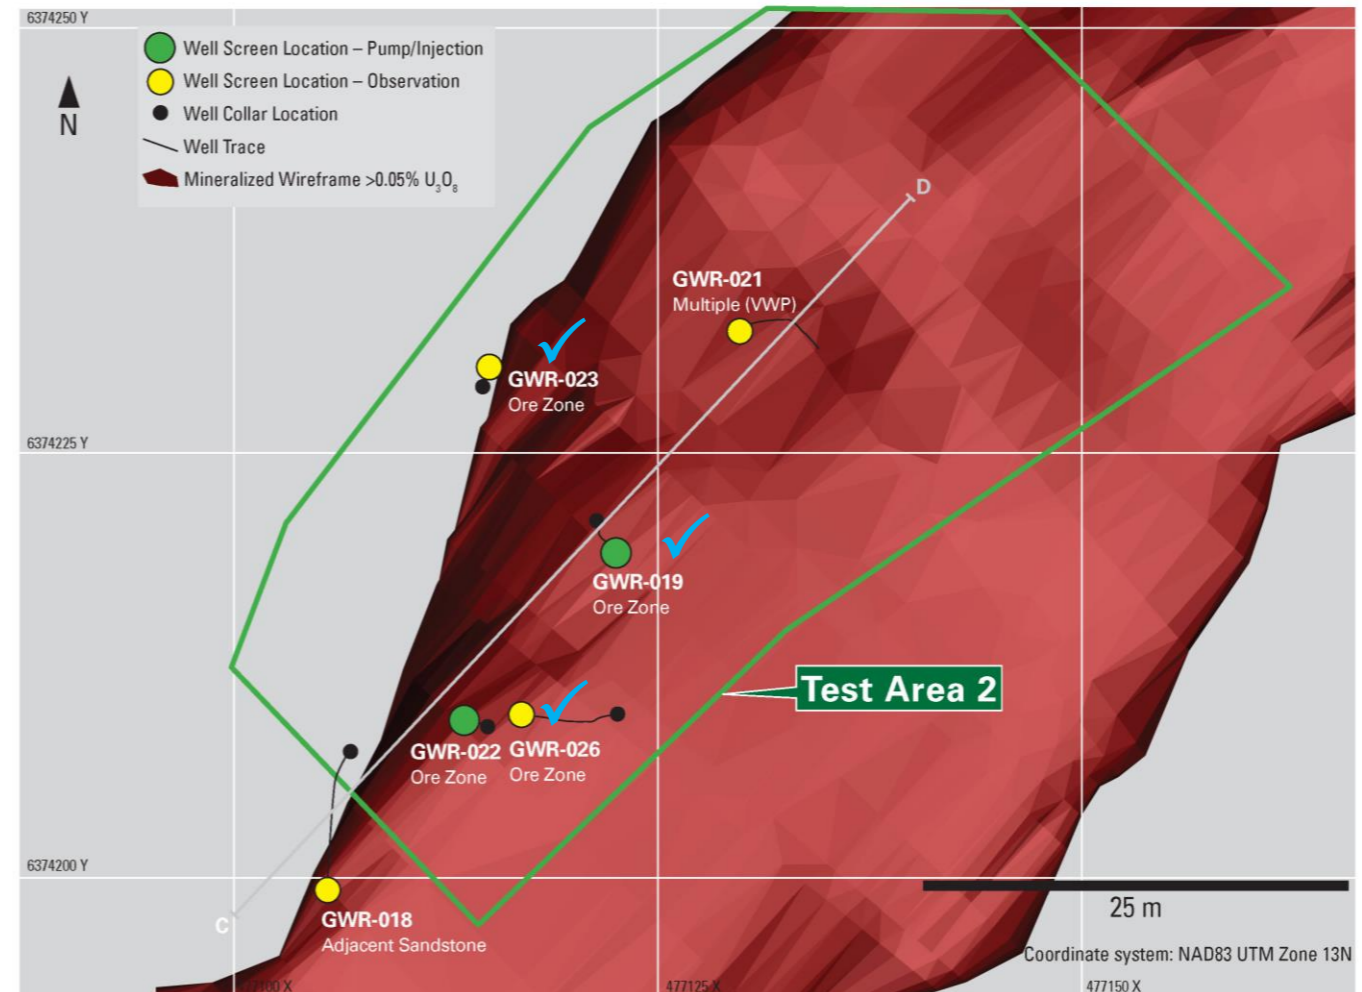 6374250 Y
Well Screen Location – Pump/Injection
Well Screen Location – Observation
Well Collar Location
Well Trace
Mineralized Wireframe >0.05% U₃O₈
N
D
GWR-021
Multiple (VWP)
GWR-023
Ore Zone
6374225 Y
GWR-019
Ore Zone
Test Area 2
GWR-022
Ore Zone
GWR-026
Ore Zone
6374200 Y
C
GWR-018
Adjacent Sandstone
25 m
Coordinate system: NAD83 UTM Zone 13N
477100 X
477125 X
477150 X